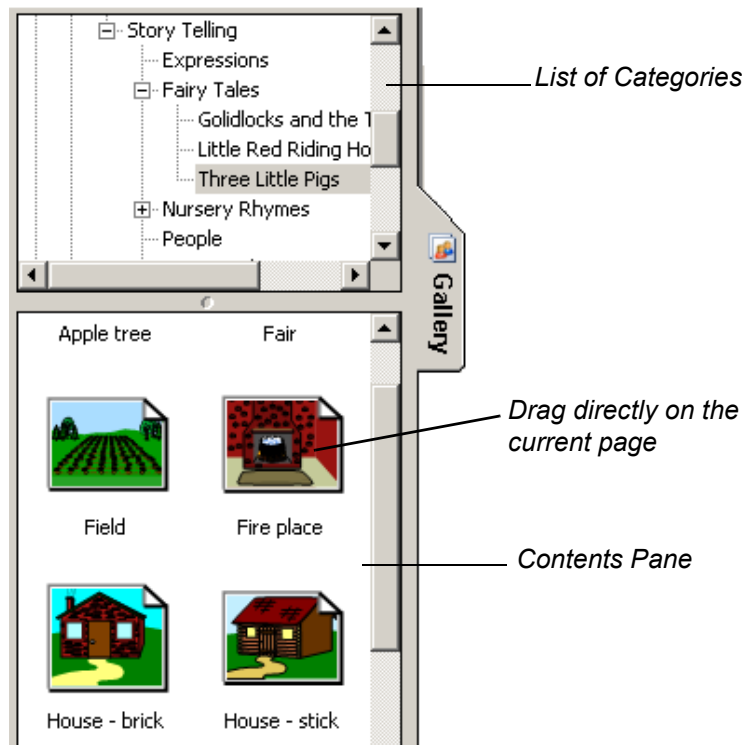 Story Telling
Expressions
List of Categories
Fairy Tales
Golidlocks and the T
Little Red Riding Ho
Three Little Pigs
Nursery Rhymes
People
Gallery
Apple tree Fair
Drag directly on the
current page
Field Fire place
Contents Pane
House - brick House - stick